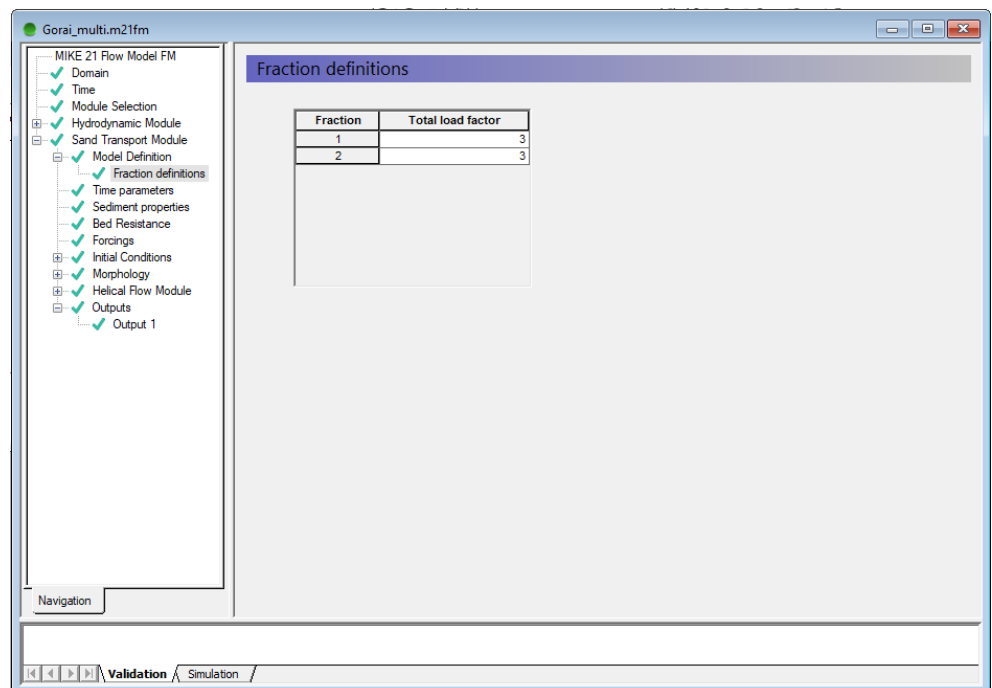 Gorai_multi.m21fm
MIKE 21 Flow Model FM
Domain
Time
Module Selection
Hydrodynamic Module
Sand Transport Module
Model Definition
Fraction definitions
Time parameters
Sediment properties
Bed Resistance
Forcings
Initial Conditions
Morphology
Helical Flow Module
Outputs
Output 1
Navigation
Fraction definitions
Fraction Total load factor
1 3
2 3
Validation Simulation